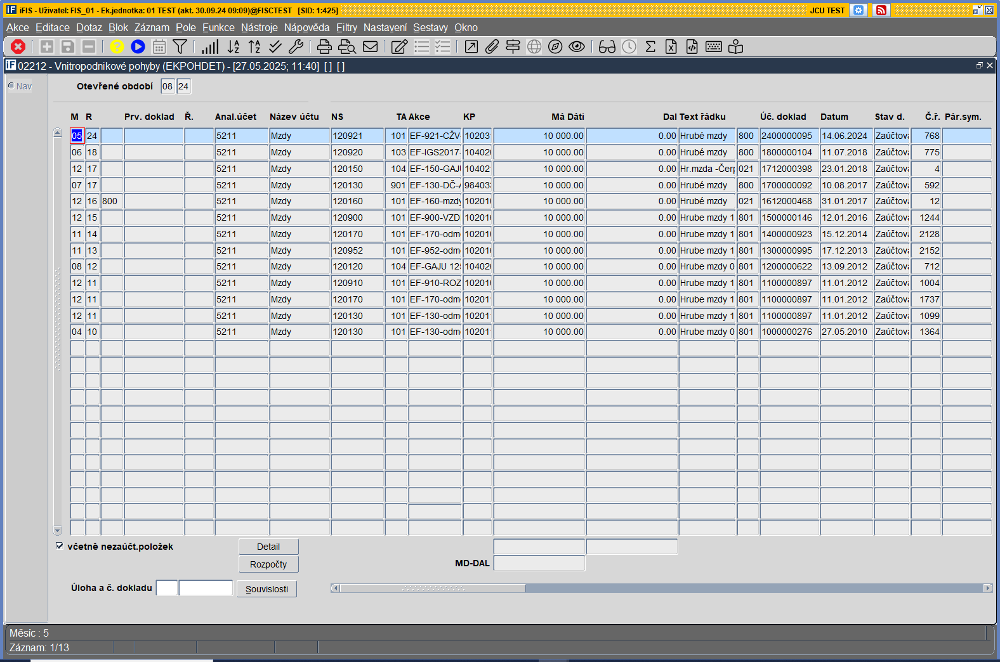 iFIS - Uživatel: FIS_01 - Ek.jednotka: 01 TEST (akt. 30.09.24 09:09)@FISCTEST [SID: 1:425] JCU TEST
Akce Editace Dotaz Blok Záznam Pole Funkce Nástroje Nápověda Filtry Nastavení Sestavy Okno
02212 - Vnitropodnikové pohyby (EKPOHDET) - [27.05.2025; 11:40] [ ] [ ]
Nav
Otevřené období 08 24
M R Prv. doklad Ř. Anal.účet Název účtu NS TA Akce KP Má Dáti Dal Text řádku Úč. doklad Datum Stav d. Č.ř. Pár.sym.
05 24 5211 Mzdy 120921 101 EF-921-CŽV 10203 10 000.00 0.00 Hrubé mzdy 800 2400000095 14.06.2024 Zaúčtova 768
06 18 5211 Mzdy 120920 103 EF-IGS2017- 10402 10 000.00 0.00 Hrubé mzdy 800 1800000104 11.07.2018 Zaúčtova 775
12 17 5211 Mzdy 120150 104 EF-150-GAJU 10402 10 000.00 0.00 Hr.mzda -Čerp 021 1712000398 23.01.2018 Zaúčtova 4
07 17 5211 Mzdy 120130 901 EF-130-DČ-A 98403 10 000.00 0.00 Hrubé mzdy 800 1700000092 10.08.2017 Zaúčtova 592
12 16 800 5211 Mzdy 120160 101 EF-160-mzdy 10201 10 000.00 0.00 Hrubé mzdy 021 1612000468 31.01.2017 Zaúčtova 12
12 15 5211 Mzdy 120900 101 EF-900-VZD 10201 10 000.00 0.00 Hrube mzdy 1 801 1500000146 12.01.2016 Zaúčtova 1244
11 14 5211 Mzdy 120170 101 EF-170-odm 10201 10 000.00 0.00 Hrube mzdy 1 801 1400000923 15.12.2014 Zaúčtova 2128
11 13 5211 Mzdy 120952 101 EF-952-odm 10201 10 000.00 0.00 Hrube mzdy 1 801 1300000995 17.12.2013 Zaúčtova 2152
08 12 5211 Mzdy 120120 104 EF-GAJU 12 10402 10 000.00 0.00 Hrube mzdy 0 801 1200000622 13.09.2012 Zaúčtova 712
12 11 5211 Mzdy 120910 101 EF-910-ROZ 10201 10 000.00 0.00 Hrube mzdy 1 801 1100000897 11.01.2012 Zaúčtova 1004
12 11 5211 Mzdy 120170 101 EF-170-odm 10201 10 000.00 0.00 Hrube mzdy 1 801 1100000897 11.01.2012 Zaúčtova 1737
12 11 5211 Mzdy 120130 101 EF-130-odm 10201 10 000.00 0.00 Hrube mzdy 1 801 1100000897 11.01.2012 Zaúčtova 1099
04 10 5211 Mzdy 120130 101 EF-130-odm 10201 10 000.00 0.00 Hrube mzdy 0 801 1000000276 27.05.2010 Zaúčtova 1364
včetně nezaúčt.položek Detail
Rozpočty MD-DAL
Úloha a č. dokladu Souvislosti
Měsíc : 5
Záznam: 1/13